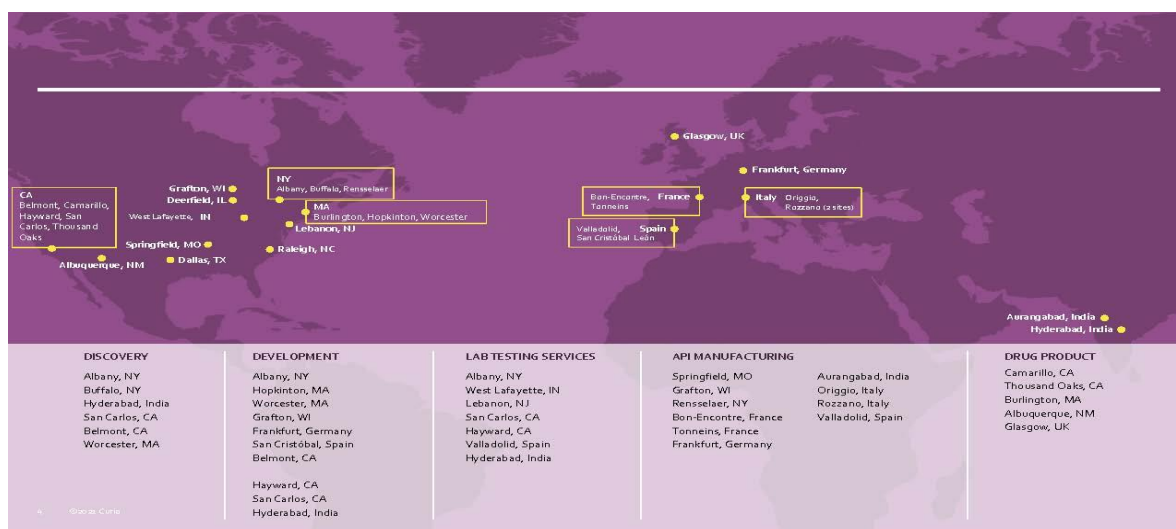 Glasgow, UK
Frankfurt, Germany
CA
Belmont, Camarillo,
Hayward, San
Carlos, Thousand
Oaks
Grafton, WI
Deerfield, IL
West Lafayette, IN
Springfield, MO
Albuquerque, NM
Dallas, TX
NY
Albany, Buffalo, Rensselaer
MA
Burlington, Hopkinton, Worcester
Lebanon, NJ
Raleigh, NC
Bon-Encontre, France
Tonneins
Italy Origgio,
Rozzano (2 sites)
Valladolid, Spain
San Cristóbal León
Aurangabad, India
Hyderabad, India
DISCOVERY
Albany, NY
Buffalo, NY
Hyderabad, India
San Carlos, CA
Belmont, CA
Worcester, MA
DEVELOPMENT
Albany, NY
Hopkinton, MA
Worcester, MA
Grafton, WI
Frankfurt, Germany
San Cristóbal, Spain
Belmont, CA
Hayward, CA
San Carlos, CA
Hyderabad, India
LAB TESTING SERVICES
Albany, NY
West Lafayette, IN
Lebanon, NJ
San Carlos, CA
Hayward, CA
Valladolid, Spain
Hyderabad, India
API MANUFACTURING
Springfield, MO
Grafton, WI
Rensselaer, NY
Bon-Encontre, France
Tonneins, France
Frankfurt, Germany
Aurangabad, India
Origgio, Italy
Rozzano, Italy
Valladolid, Spain
DRUG PRODUCT
Camarillo, CA
Thousand Oaks, CA
Burlington, MA
Albuquerque, NM
Glasgow, UK
4